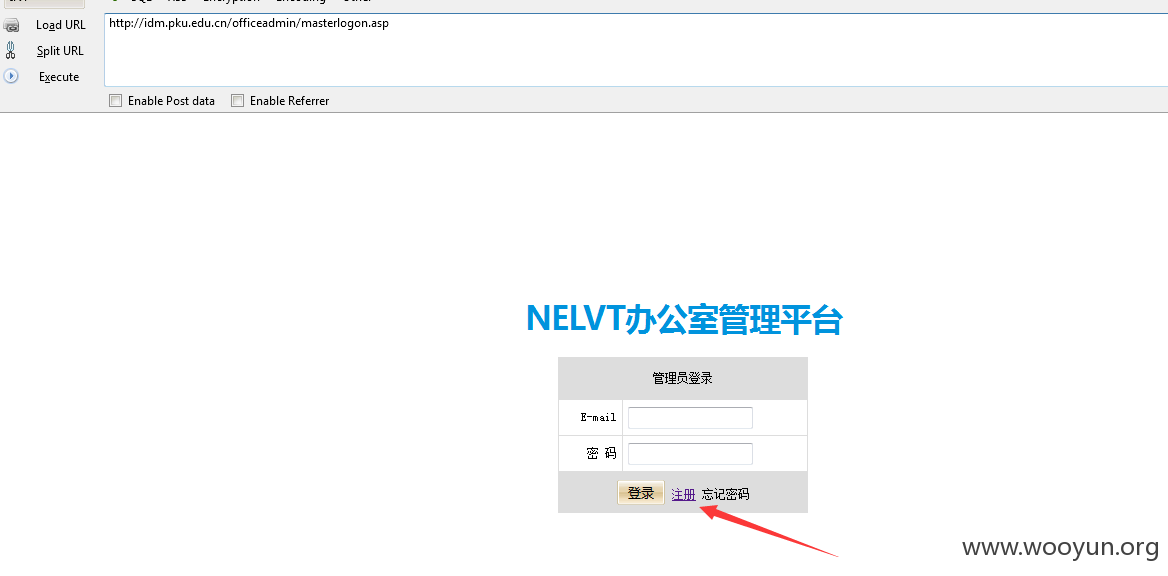 Load URL
http://idm.pku.edu.cn/officeadmin/masterlogon.asp
Split URL
Execute
Enable Post data
Enable Referrer
NELVT办公室管理平台
管理员登录
E-mail
密 码
登录 注册 忘记密码
www.wooyun.org